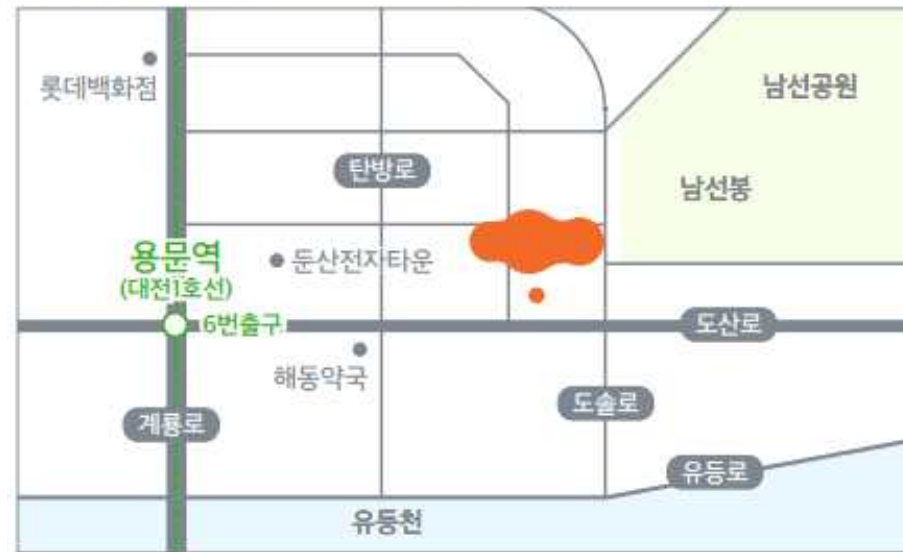 롯데백화점
남선공원
탄방로
남선봉
용문역
(대전1호선)
둔산전자타운
6번출구
도산로
해동약국
계룡로
도솔로
유등로
유등천